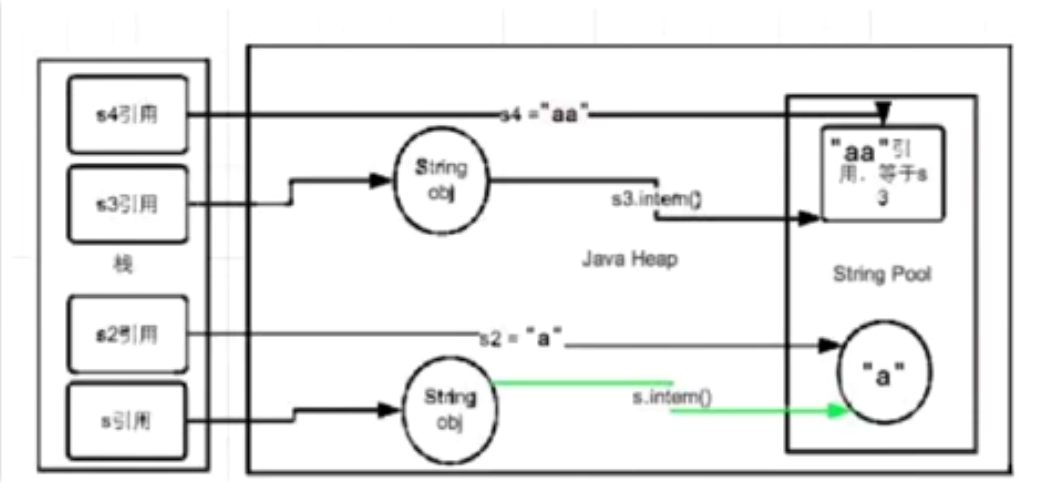 s4引用
s4 ="aa"
"aa"引
用．等于s
3
String
obj
s3引用
s3.intern()
栈
Java Heap
String Pool
s2引用
s2 = "a"
"a"
String
obj
s.intern()
s引用